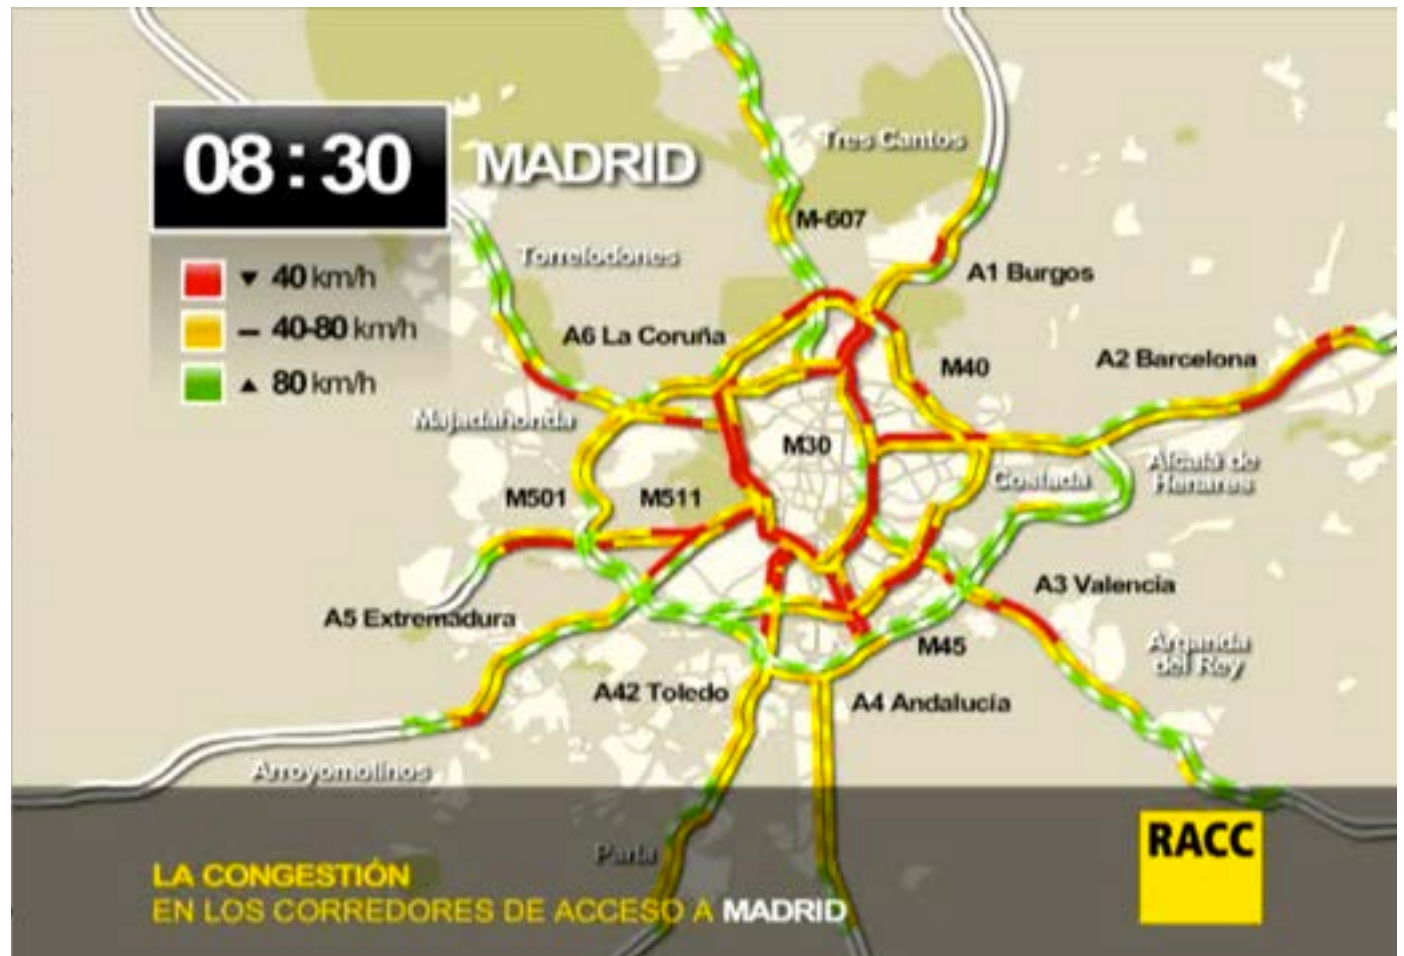 08:30
MADRID
▼ 40 km/h
– 40-80 km/h
▲ 80 km/h
Tres Cantos
M-607
Torrelodones
A1 Burgos
A6 La Coruña
M40
A2 Barcelona
Majadahonda
M30
Alcalá de
Henares
Coslada
M501
M511
A3 Valencia
A5 Extremadura
M45
Arganda
del Rey
A42 Toledo
A4 Andalucía
Arroyomolinos
Parla
RACC
LA CONGESTIÓN
EN LOS CORREDORES DE ACCESO A MADRID